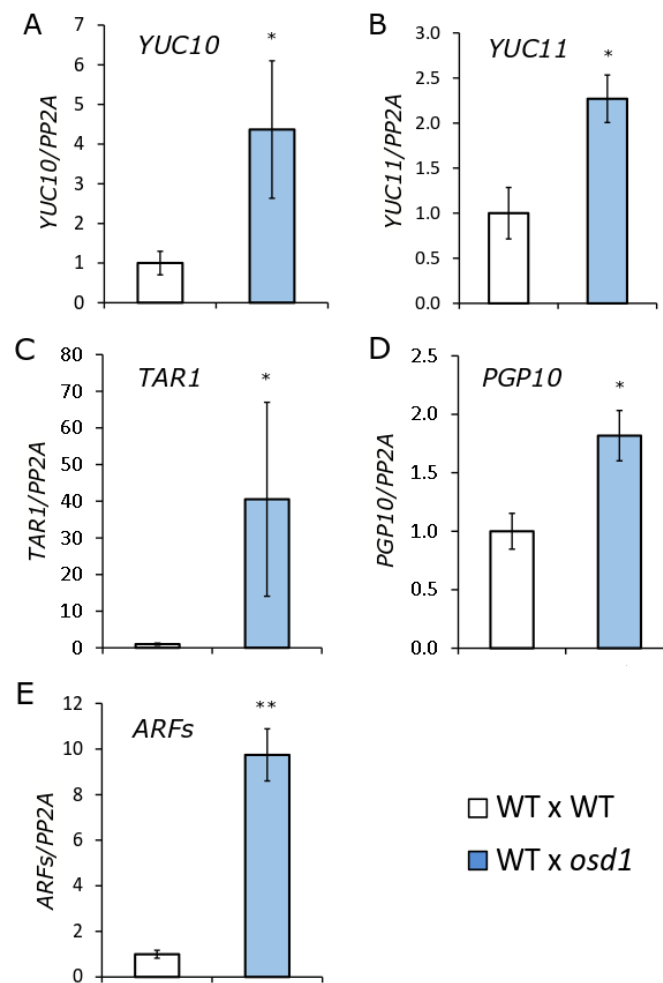 A
YUC10
*
YUC10/PP2A
7
6
5
4
3
2
1
0
B
YUC11
*
YUC11/PP2A
3.0
2.5
2.0
1.5
1.0
0.5
0.0
C
TAR1
*
TAR1/PP2A
80
70
60
50
40
30
20
10
0
D
PGP10
*
PGP10/PP2A
2.5
2.0
1.5
1.0
0.5
0.0
E
ARFs
**
ARFs/PP2A
12
10
8
6
4
2
0
WT x WT
WT x osd1